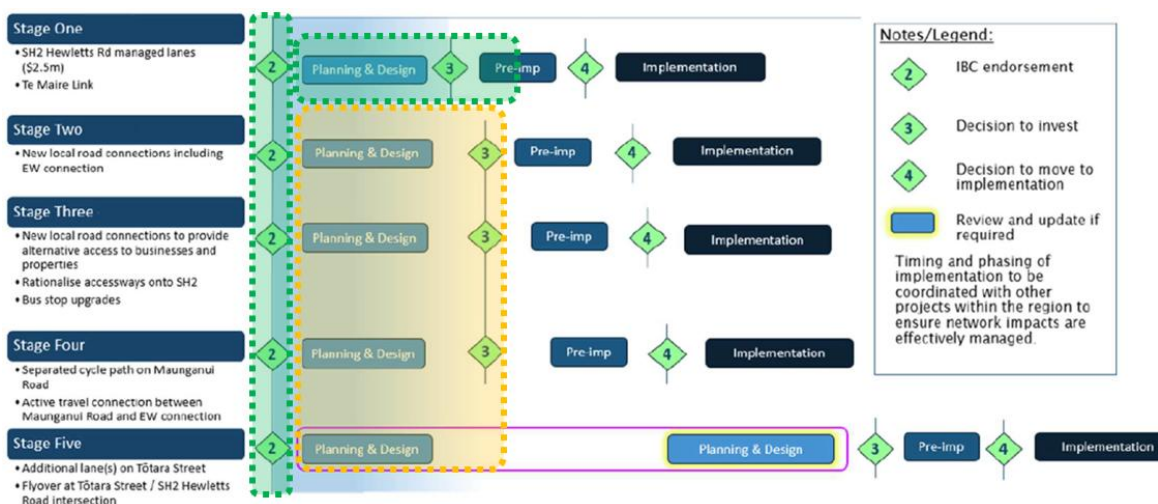 Stage One
• SH2 Hewletts Rd managed lanes
($2.5m)
• Te Maire Link
2
Planning & Design
3
Pre-imp
4
Implementation
Stage Two
• New local road connections including
EW connection
2
Planning & Design
3
Pre-imp
4
Implementation
Stage Three
• New local road connections to provide
alternative access to businesses and
properties
• Rationalise accessways onto SH2
• Bus stop upgrades
2
Planning & Design
3
Pre-imp
4
Implementation
Stage Four
• Separated cycle path on Maunganui
Road
• Active travel connection between
Maunganui Road and EW connection
2
Planning & Design
3
Pre-imp
4
Implementation
Stage Five
• Additional lane(s) on Tōtara Street
• Flyover at Tōtara Street / SH2 Hewletts
Road intersection
2
Planning & Design
Planning & Design
3
Pre-imp
4
Implementation
Notes/Legend:
2
IBC endorsement
3
Decision to invest
4
Decision to move to
implementation
Review and update if
required
Timing and phasing of
implementation to be
coordinated with other
projects within the region to
ensure network impacts are
effectively managed.